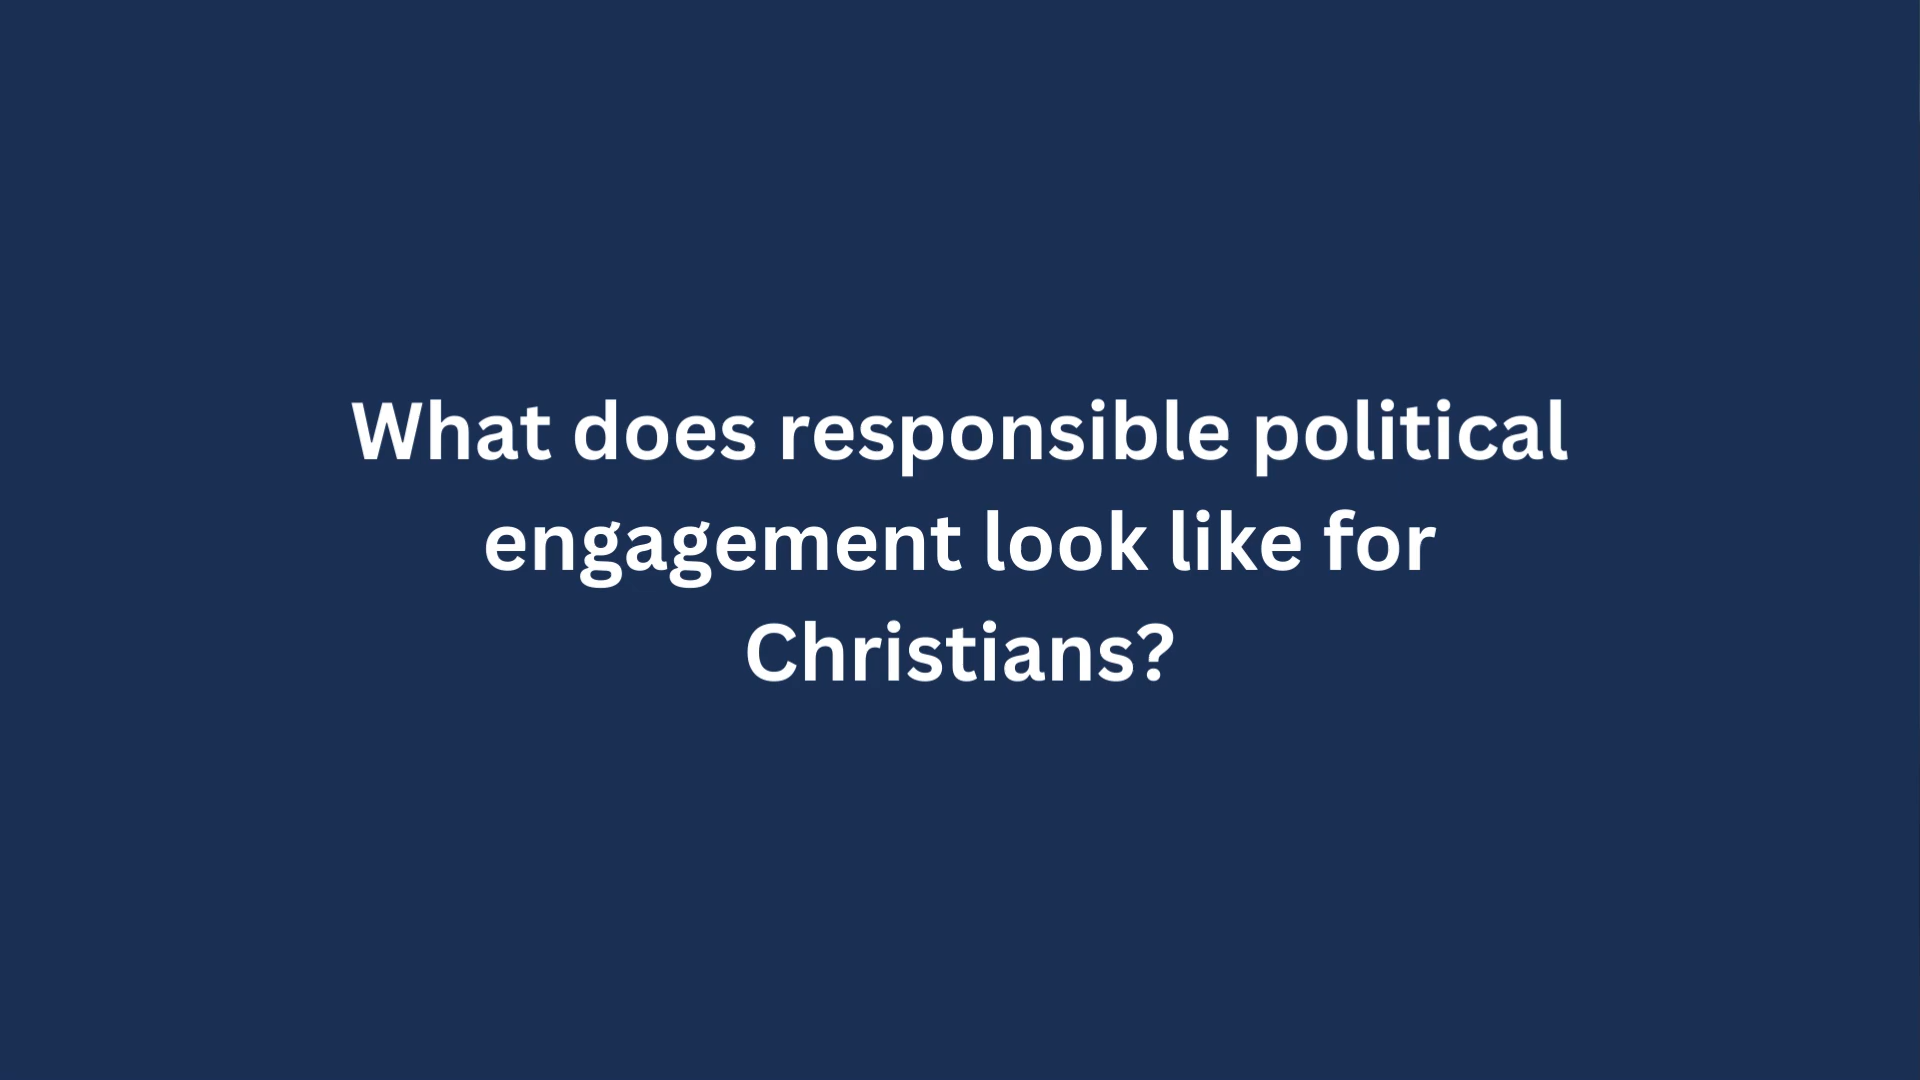 What does responsible political
engagement look like for
Christians?